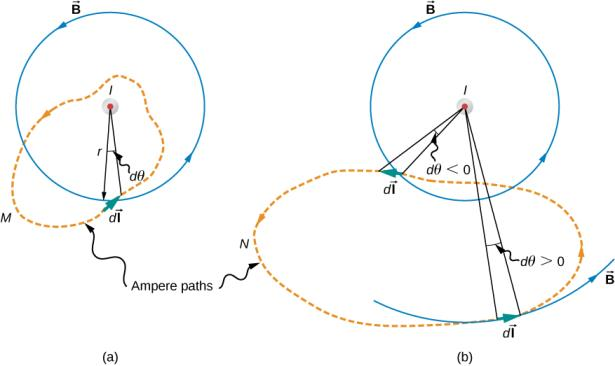 B⃗
I
r
dθ
M
dl⃗
Ampere paths
(a)
B⃗
I
dθ < 0
dl⃗
N
dθ > 0
B⃗
dl⃗
(b)